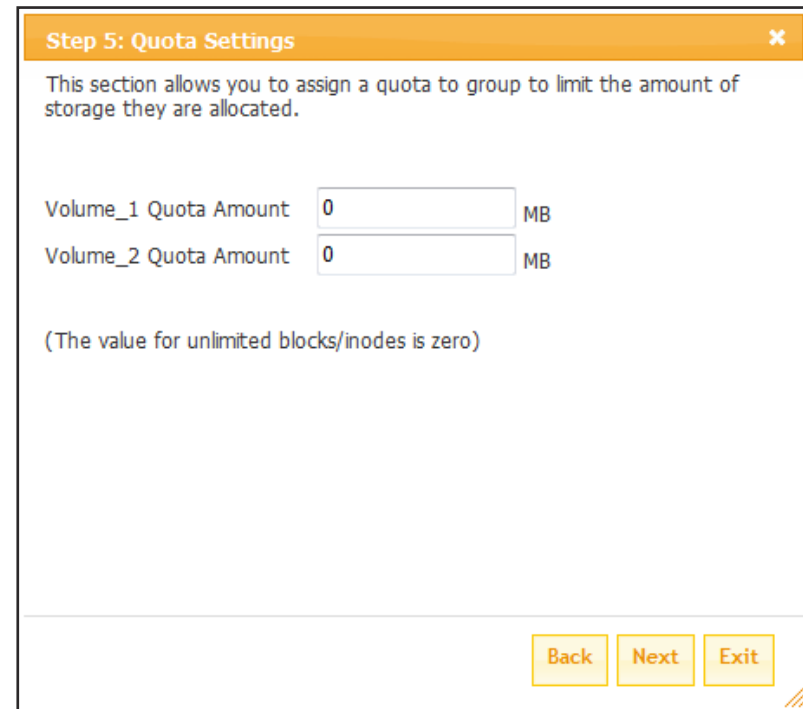 Step 5: Quota Settings
This section allows you to assign a quota to group to limit the amount of
storage they are allocated.
Volume_1 Quota Amount 0 MB
Volume_2 Quota Amount 0 MB
(The value for unlimited blocks/inodes is zero)
Back Next Exit